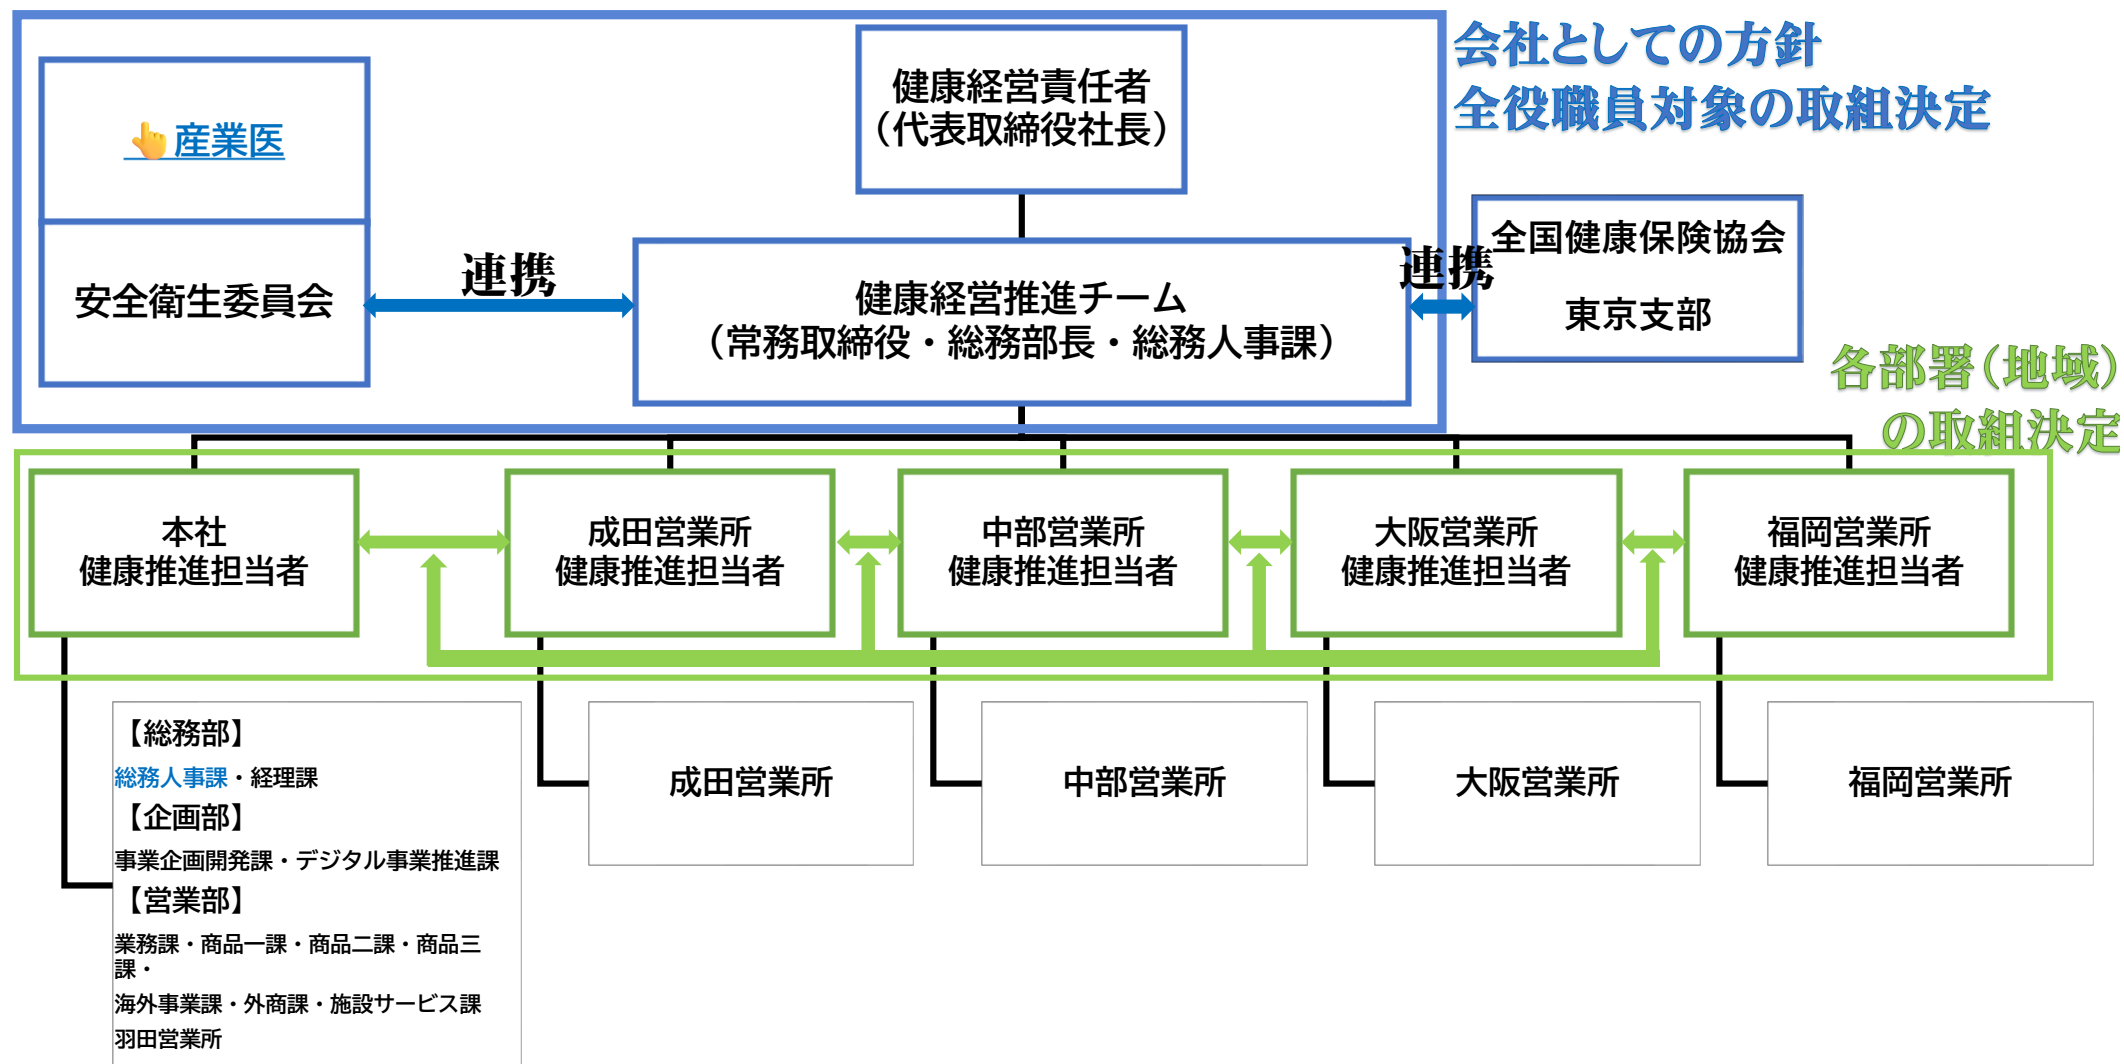 会社としての方針
全役職員対象の取組決定
健康経営責任者
（代表取締役社長）
👆産業医
安全衛生委員会
連携
健康経営推進チーム
（常務取締役・総務部長・総務人事課）
連携
全国健康保険協会
東京支部
各部署（地域）
の取組決定
本社
健康推進担当者
成田営業所
健康推進担当者
中部営業所
健康推進担当者
大阪営業所
健康推進担当者
福岡営業所
健康推進担当者
【総務部】
総務人事課・経理課
【企画部】
事業企画開発課・デジタル事業推進課
【営業部】
業務課・商品一課・商品二課・商品三
課・
海外事業課・外商課・施設サービス課
羽田営業所
成田営業所
中部営業所
大阪営業所
福岡営業所